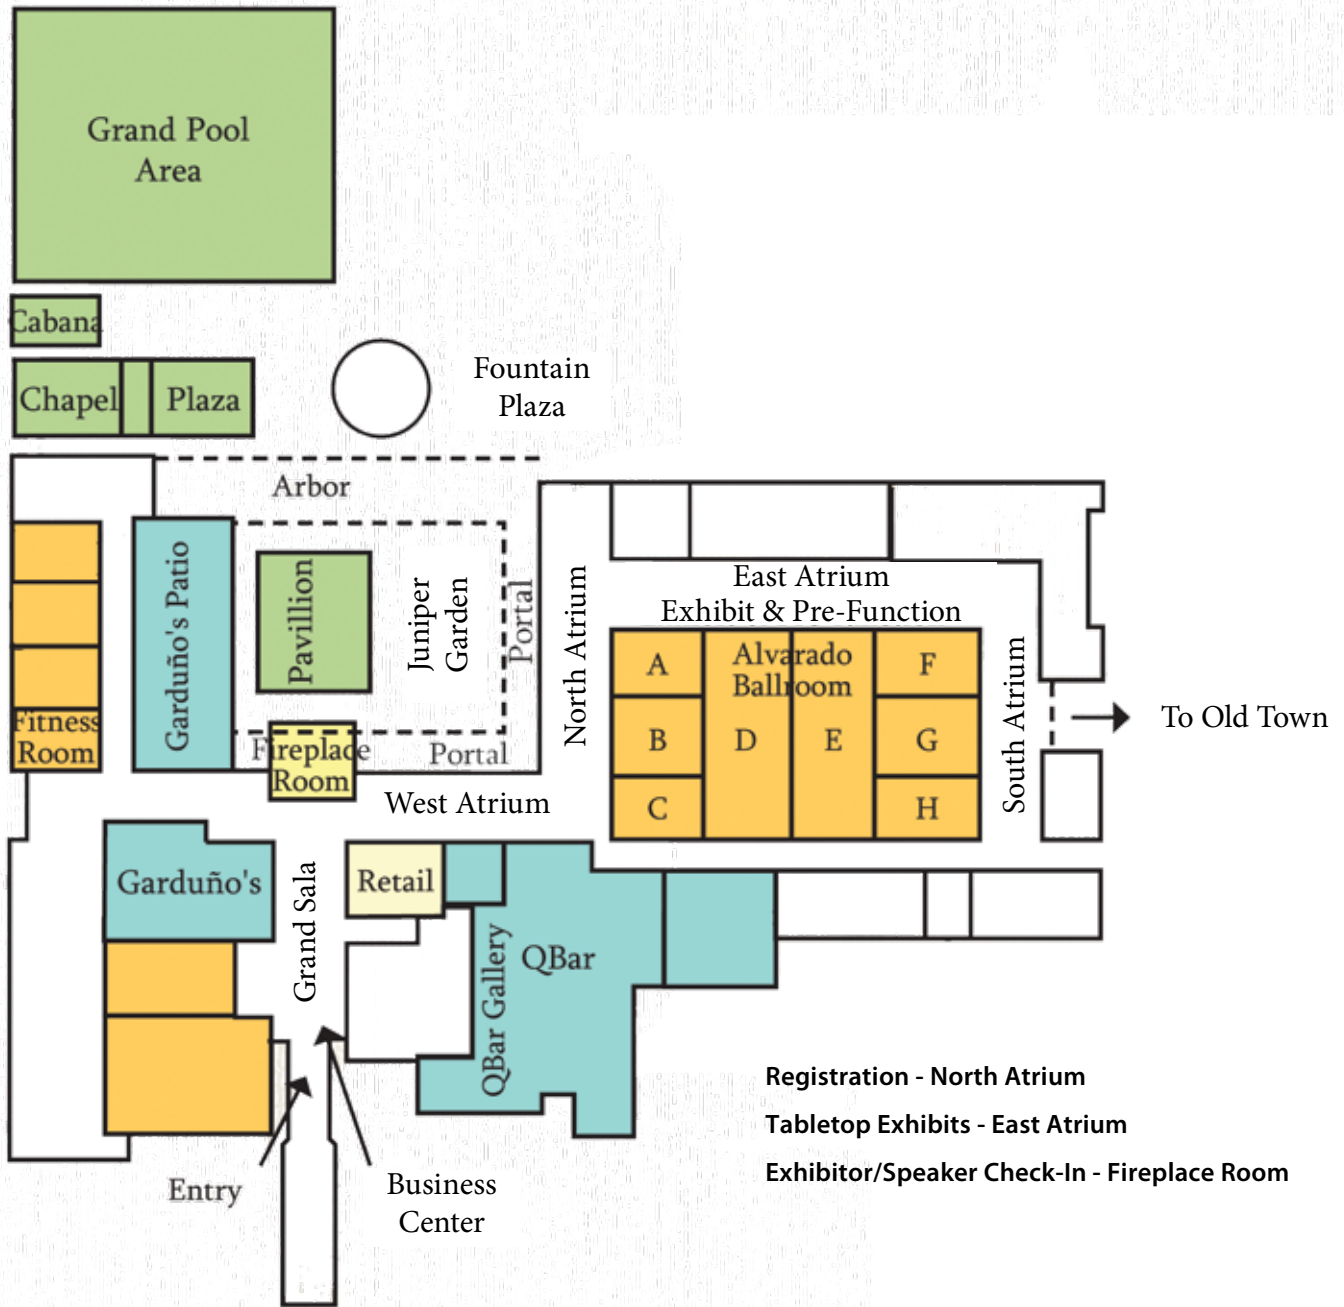 Grand Pool
Area
Cabana
Chapel
Plaza
Fountain
Plaza
Arbor
Garduño's Patio
Pavillion
Juniper
Garden
Portal
North Atrium
East Atrium
Exhibit & Pre-Function
A
B
C
Alvarado
Ballroom
D
E
F
G
H
South Atrium
To Old Town
Fitness
Room
Fireplace
Room
Portal
West Atrium
Garduño's
Grand Sala
Retail
QBar Gallery
QBar
Entry
Business
Center
Registration - North Atrium
Tabletop Exhibits - East Atrium
Exhibitor/Speaker Check-In - Fireplace Room